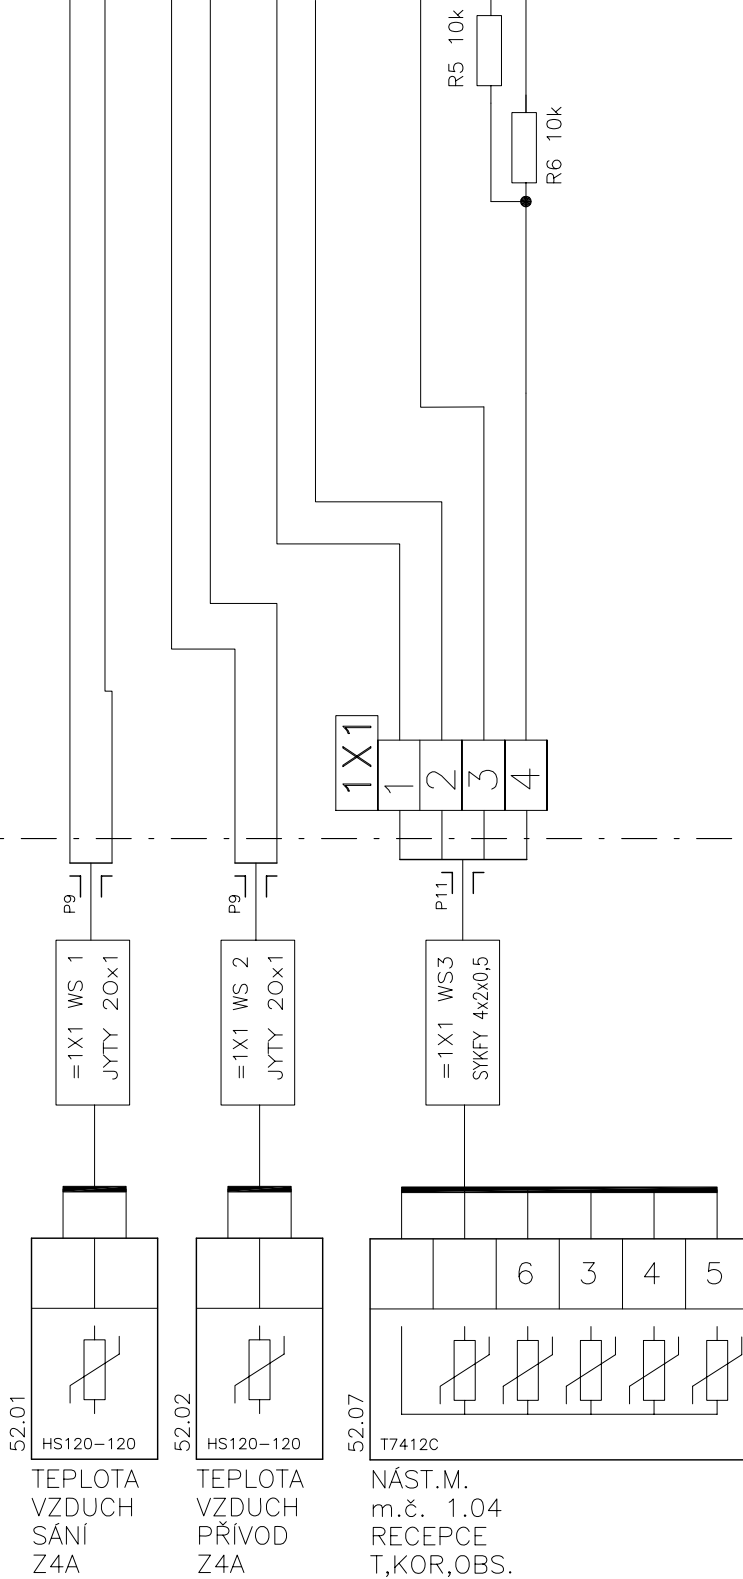 R5 10k
R6 10k
1X1
1
2
3
4
P9
P9
P11
=1X1 WS 1
JYTY 2Ox1
=1X1 WS 2
JYTY 2Ox1
=1X1 WS3
SYKFY 4x2x0,5
6
3
4
5
52.01
HS120-120
52.02
HS120-120
52.07
T7412C
TEPLOTA
VZDUCH
SÁNÍ
Z4A
TEPLOTA
VZDUCH
PŘÍVOD
Z4A
NÁST.M.
m.č. 1.04
RECEPCE
T,KOR,OBS.